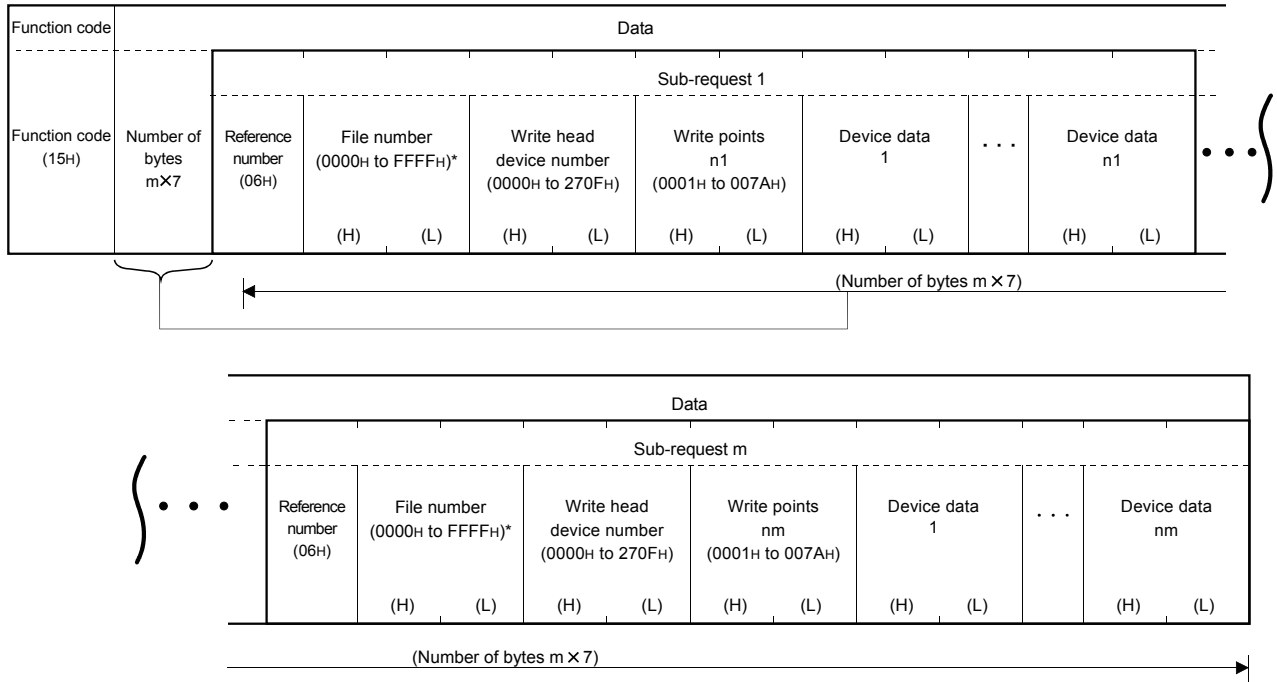 Function code
Data
Sub-request 1
Function code
(15H)
Number of
bytes
m×7
Reference
number
(06H)
File number
(0000H to FFFFH)*
(H) (L)
Write head
device number
(0000H to 270FH)
(H) (L)
Write points
n1
(0001H to 007AH)
(H) (L)
Device data
1
(H) (L)
· · ·
Device data
n1
(H) (L)
• • •
(Number of bytes m×7)
Data
Sub-request m
• • •
Reference
number
(06H)
File number
(0000H to FFFFH)*
(H) (L)
Write head
device number
(0000H to 270FH)
(H) (L)
Write points
nm
(0001H to 007AH)
(H) (L)
Device data
1
(H) (L)
· · ·
Device data
nm
(H) (L)
(Number of bytes m×7)